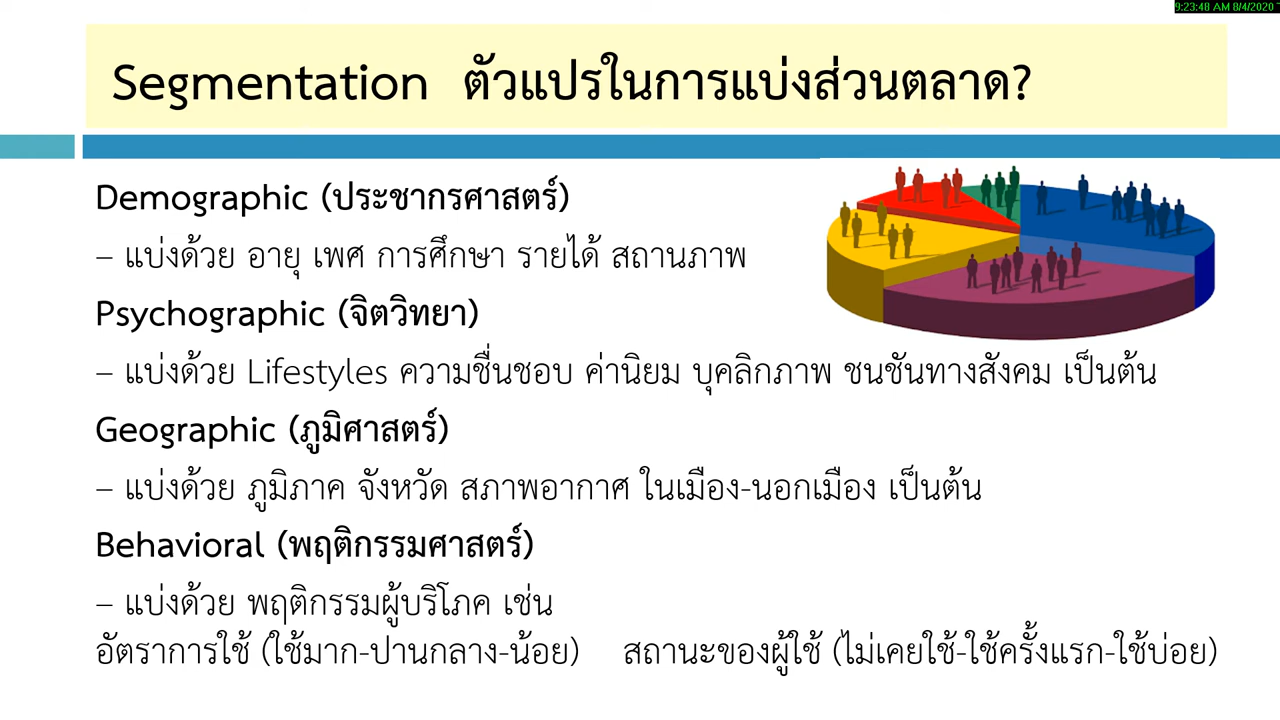 9:23:48 AM 8/4/2020
Segmentation ตัวแปรในการแบ่งส่วนตลาด?
Demographic (ประชากรศาสตร์)
– แบ่งด้วย อายุ เพศ การศึกษา รายได้ สถานภาพ
Psychographic (จิตวิทยา)
– แบ่งด้วย Lifestyles ความชื่นชอบ ค่านิยม บุคลิกภาพ ชนชันทางสังคม เป็นต้น
Geographic (ภูมิศาสตร์)
– แบ่งด้วย ภูมิภาค จังหวัด สภาพอากาศ ในเมือง-นอกเมือง เป็นต้น
Behavioral (พฤติกรรมศาสตร์)
– แบ่งด้วย พฤติกรรมผู้บริโภค เช่น
อัตราการใช้ (ใช้มาก-ปานกลาง-น้อย) สถานะของผู้ใช้ (ไม่เคยใช้-ใช้ครั้งแรก-ใช้บ่อย)